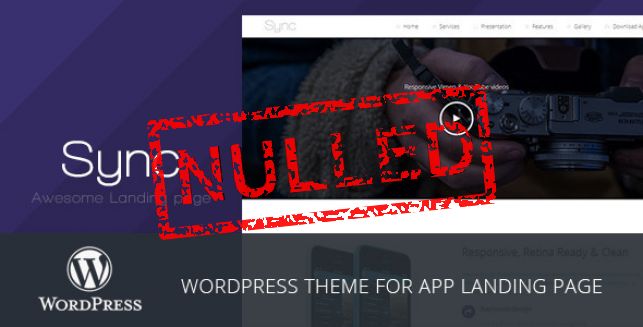 Sync
Home Services Presentation Features Gallery Download
Responsive Vimeo & YouTube videos
NULLED
Sync
Awesome Landing page
Responsive, Retina Ready & Clean
WORDPRESS
WORDPRESS THEME FOR APP LANDING PAGE